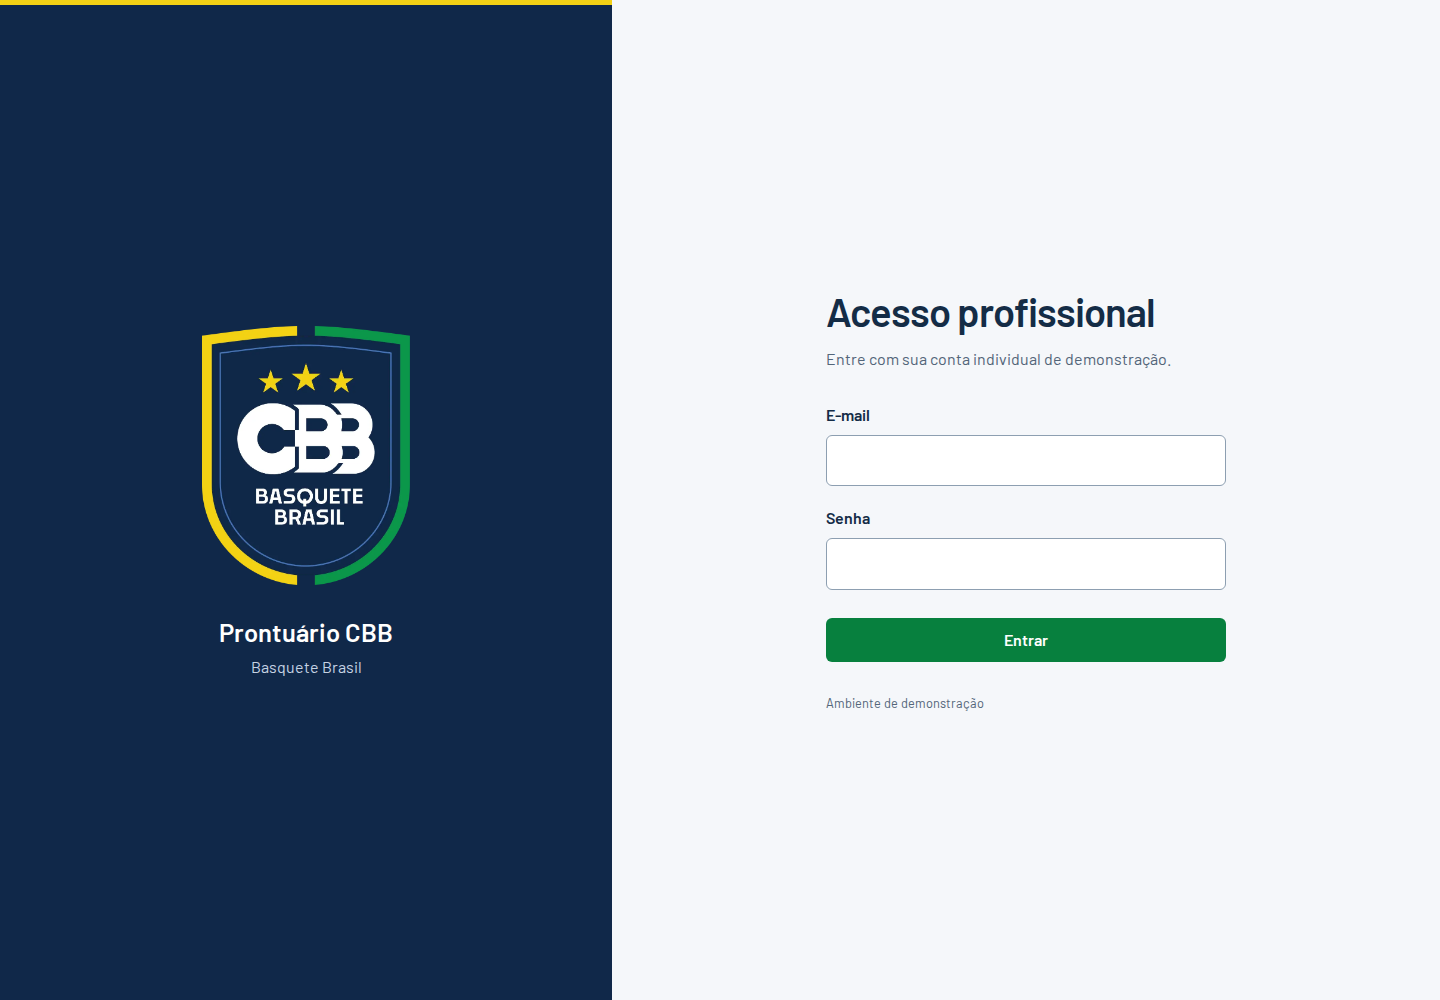 CBB
BASQUETE
BRASIL
Prontuário CBB
Basquete Brasil
Acesso profissional
Entre com sua conta individual de demonstração.
E-mail
Senha
Entrar
Ambiente de demonstração